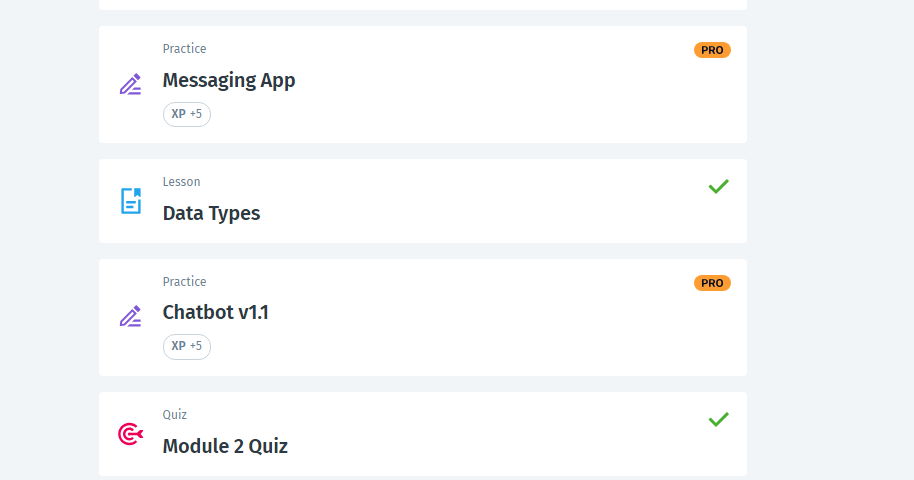 Practice
PRO
Messaging App
XP +5
Lesson
Data Types
Practice
PRO
Chatbot v1.1
XP +5
Quiz
Module 2 Quiz